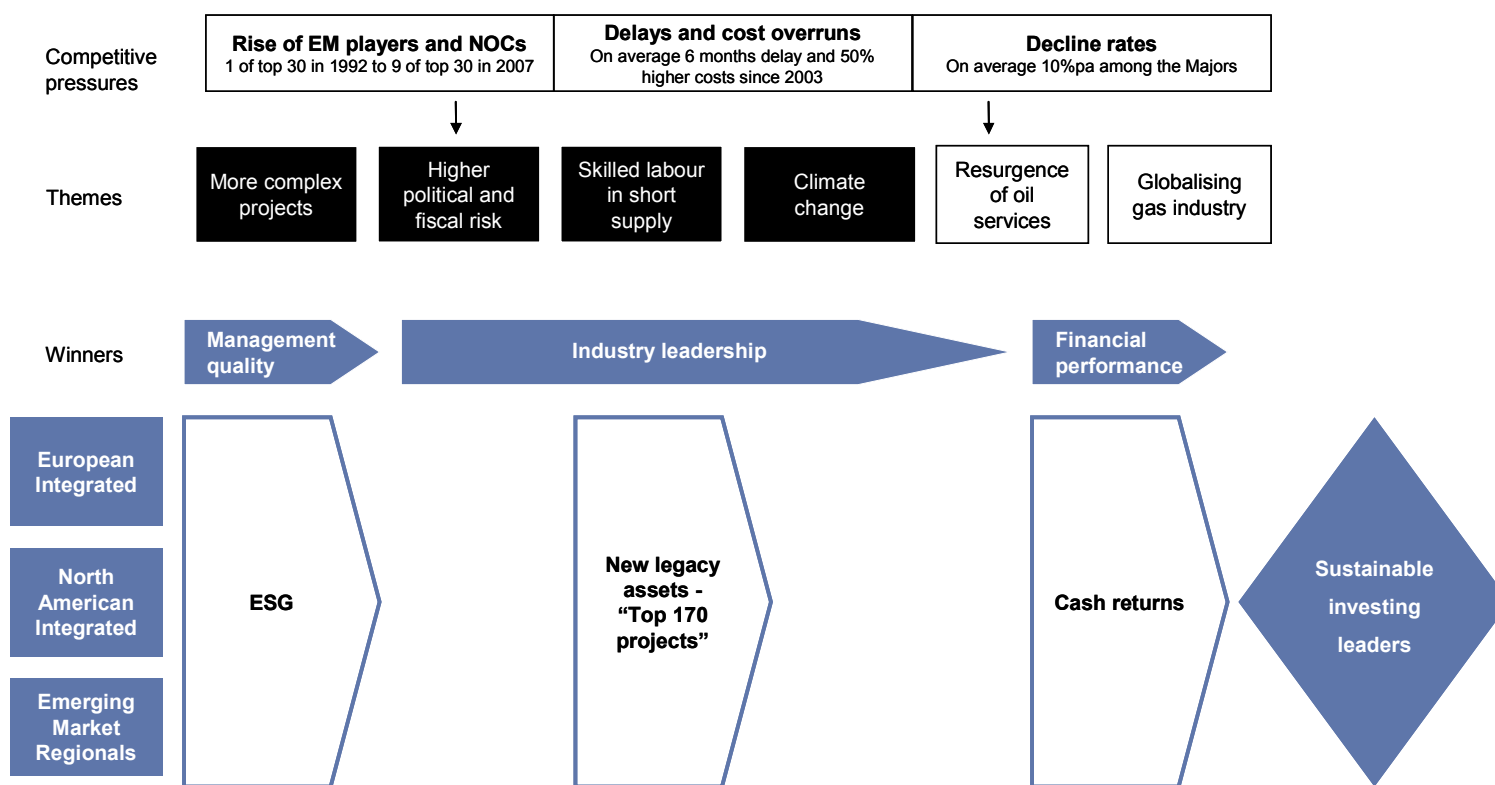 Competitive
pressures
Rise of EM players and NOCs
1 of top 30 in 1992 to 9 of top 30 in 2007
Delays and cost overruns
On average 6 months delay and 50%
higher costs since 2003
Decline rates
On average 10%pa among the Majors
Themes
More complex
projects
Higher
political and
fiscal risk
Skilled labour
in short
supply
Climate
change
Resurgence
of oil
services
Globalising
gas industry
Winners
Management
quality
Industry leadership
Financial
performance
European
Integrated
North
American
Integrated
Emerging
Market
Regionals
ESG
New legacy
assets -
“Top 170
projects”
Cash returns
Sustainable
investing
leaders